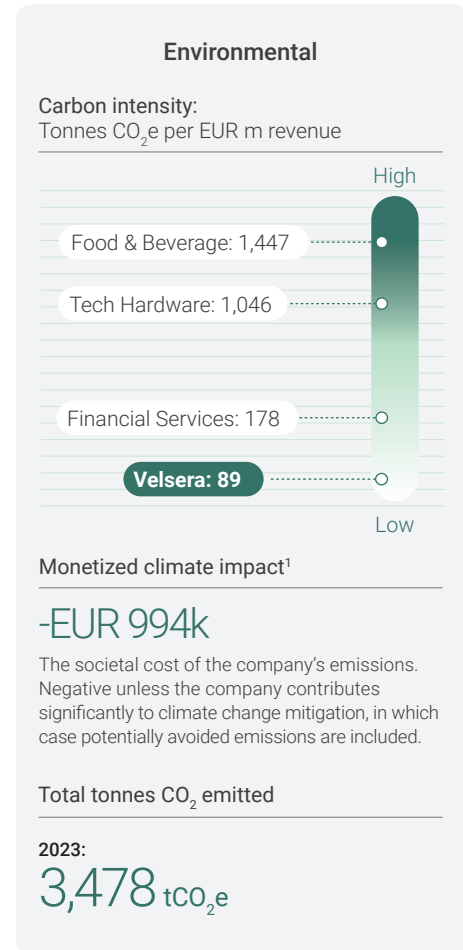 Environmental
Carbon intensity:
Tonnes CO₂e per EUR m revenue
High
Food & Beverage: 1,447
Tech Hardware: 1,046
Financial Services: 178
Velsera: 89
Low
Monetized climate impact¹
-EUR 994k
The societal cost of the company’s emissions.
Negative unless the company contributes
significantly to climate change mitigation, in which
case potentially avoided emissions are included.
Total tonnes CO₂ emitted
2023:
3,478 tCO₂e